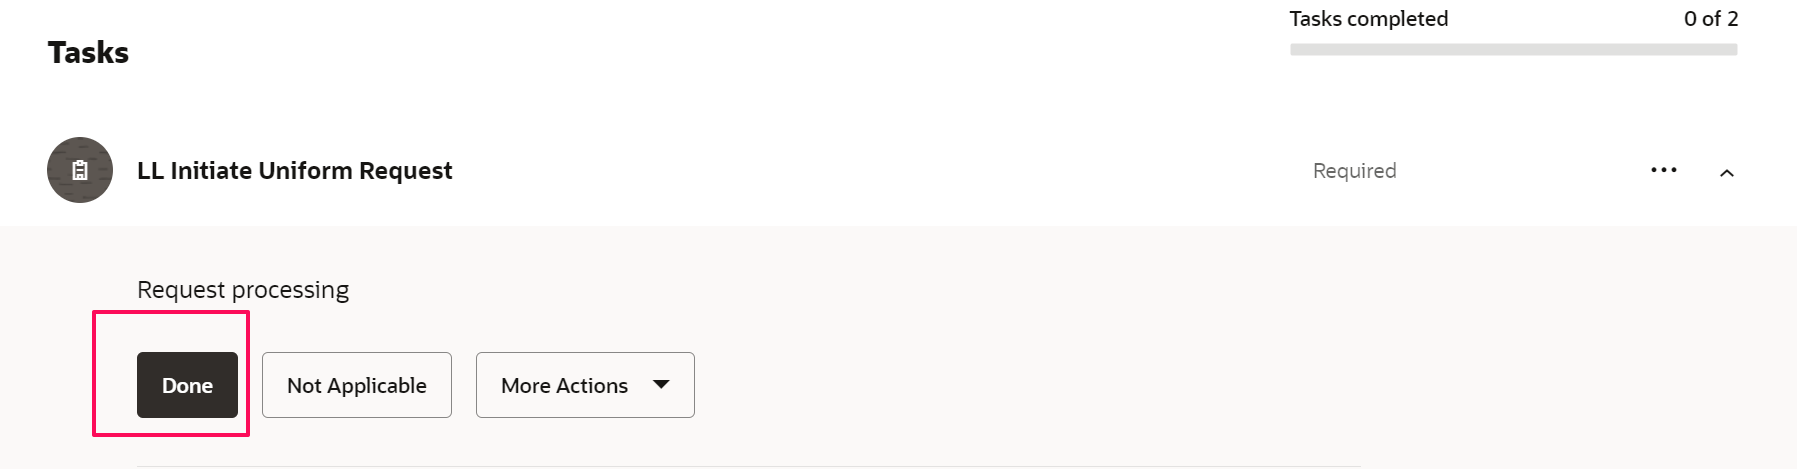 Tasks completed 0 of 2
Tasks
LL Initiate Uniform Request Required
Request processing
Done Not Applicable More Actions